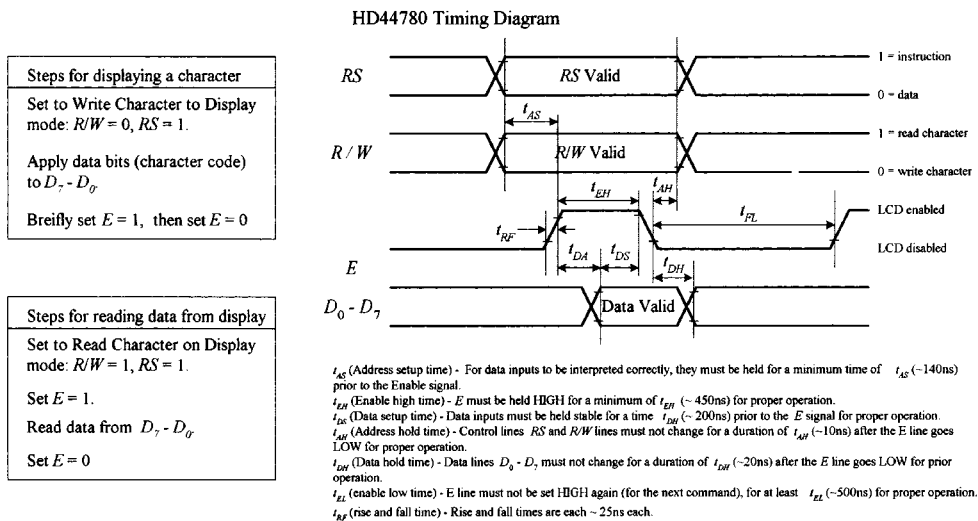 HD44780 Timing Diagram
Steps for displaying a character
Set to Write Character to Display
mode: R/W = 0, RS = 1.
Apply data bits (character code)
to D7 - D0.
Breifly set E = 1, then set E = 0
Steps for reading data from display
Set to Read Character on Display
mode: R/W = 1, RS = 1.
Set E = 1.
Read data from D7 - D0.
Set E = 0
RS
RS Valid
1 = instruction
0 = data
tAS
R / W
R/W Valid
1 = read character
0 = write character
tEH
tAH
tRF
tFL
LCD enabled
LCD disabled
tDA
tDS
tDH
E
D0 - D7
Data Valid
tAS (Address setup time) - For data inputs to be interpreted correctly, they must be held for a minimum time of tAS (~140ns)
prior to the Enable signal.
tEH (Enable high time) - E must be held HIGH for a minimum of tEH (~ 450ns) for proper operation.
tDS (Data setup time) - Data inputs must be held stable for a time tDH (~ 200ns) prior to the E signal for proper operation.
tAH (Address hold time) - Control lines RS and R/W lines must not change for a duration of tAH (~10ns) after the E line goes
LOW for proper operation.
tDH (Data hold time) - Data lines D0 - D7 must not change for a duration of tDH (~20ns) after the E line goes LOW for prior
operation.
tEL (enable low time) - E line must not be set HIGH again (for the next command), for at least tEL (~500ns) for proper operation.
tRF (rise and fall time) - Rise and fall times are each ~ 25ns each.